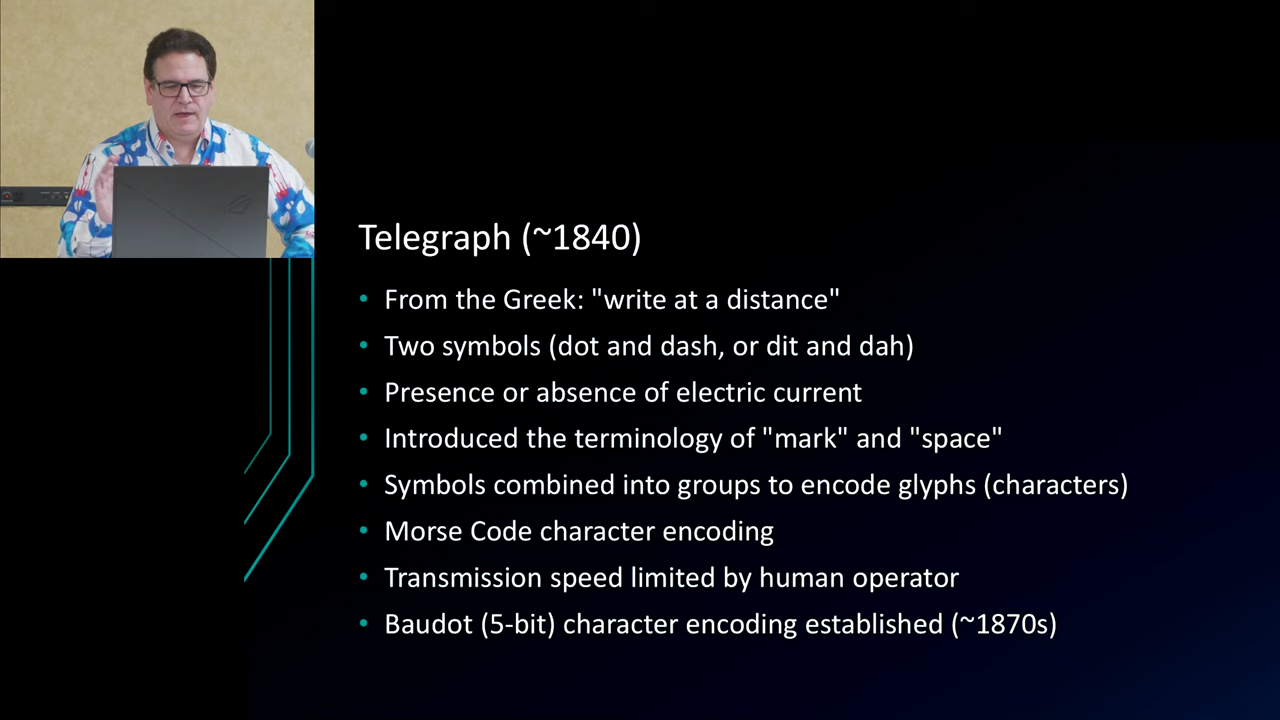 Telegraph (~1840)
• From the Greek: "write at a distance"
• Two symbols (dot and dash, or dit and dah)
• Presence or absence of electric current
• Introduced the terminology of "mark" and "space"
• Symbols combined into groups to encode glyphs (characters)
• Morse Code character encoding
• Transmission speed limited by human operator
• Baudot (5-bit) character encoding established (~1870s)